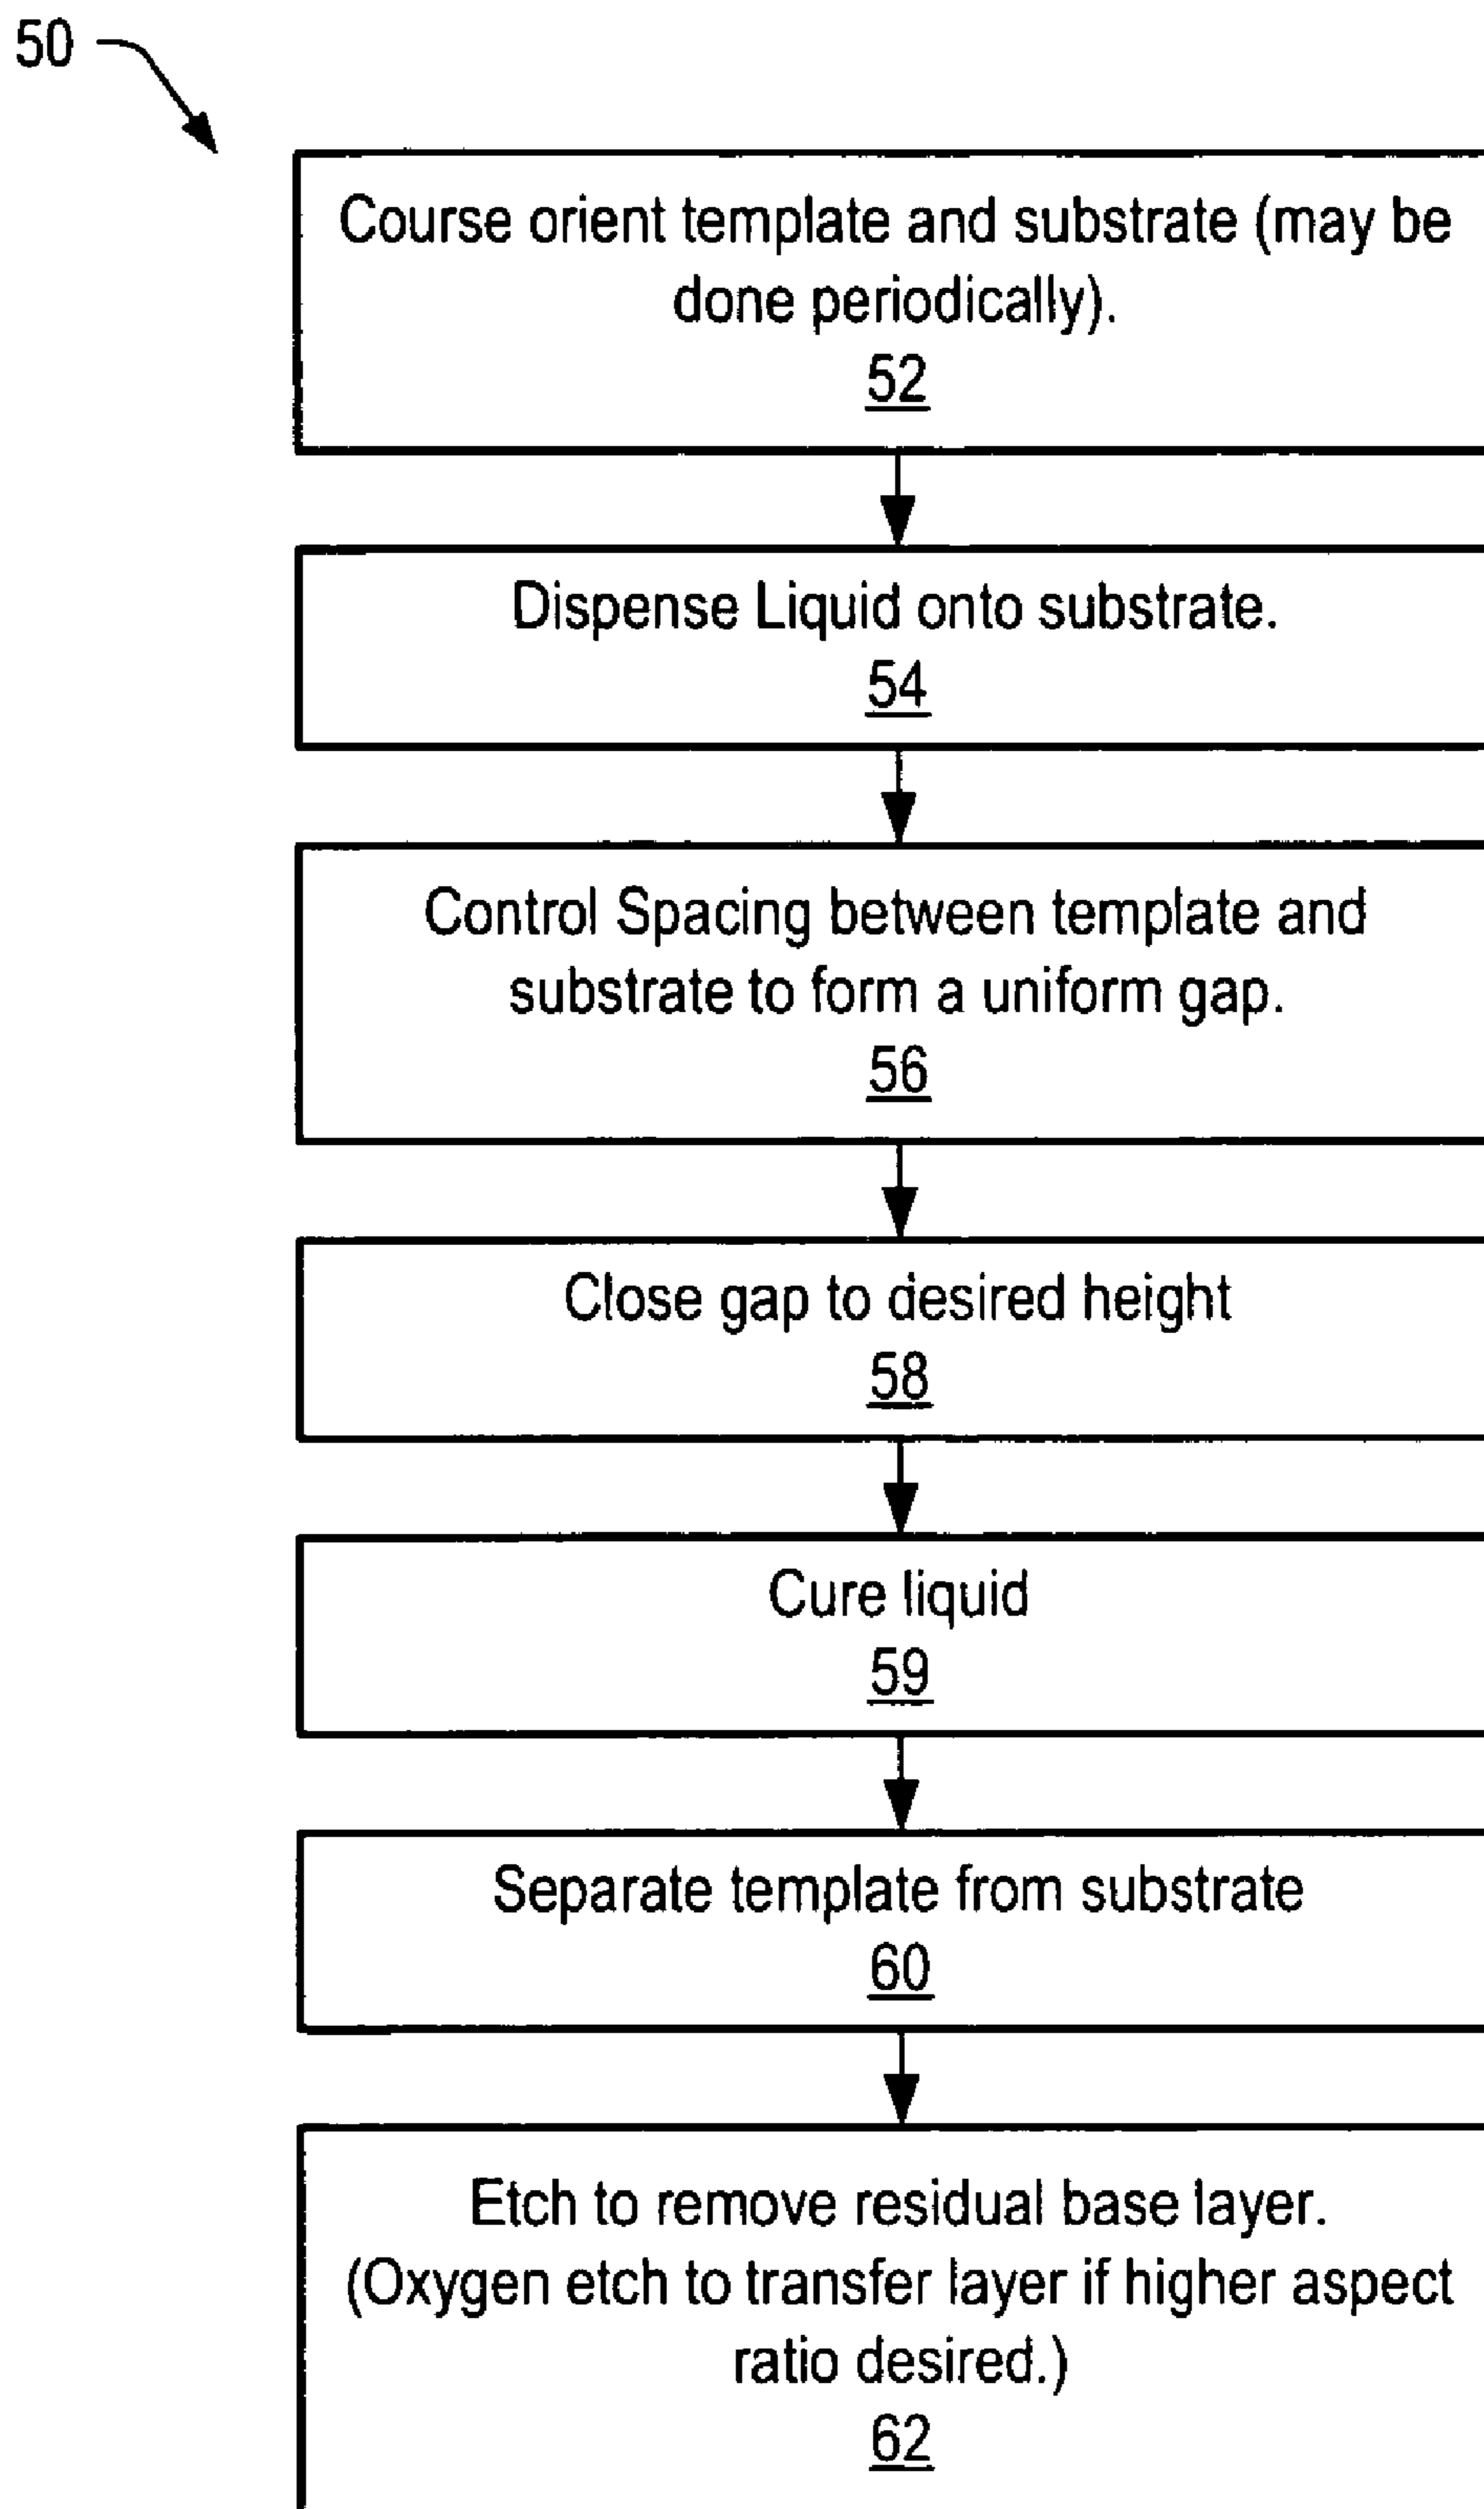 50
Course orient template and substrate (may be
done periodically).
52
Dispense Liquid onto substrate.
54
Control Spacing between template and
substrate to form a uniform gap.
56
Close gap to desired height
58
Cure liquid
59
Separate template from substrate
60
Etch to remove residual base layer.
(Oxygen etch to transfer layer if higher aspect
ratio desired.)
62